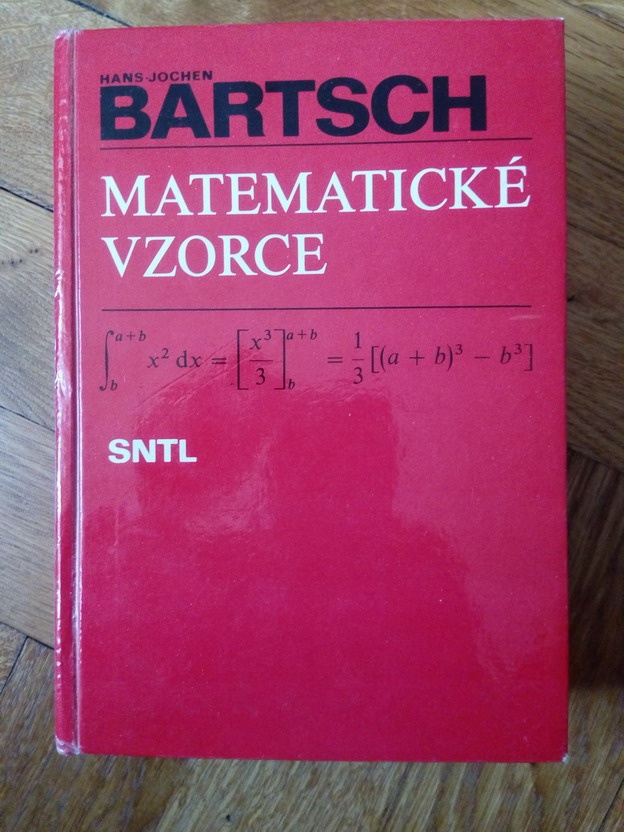 HANS-JOCHEN
BARTSCH
MATEMATICKÉ
VZORCE
∫_b^{a+b} x² dx = [x³/3]_b^{a+b} = 1/3 [(a + b)³ − b³]
SNTL